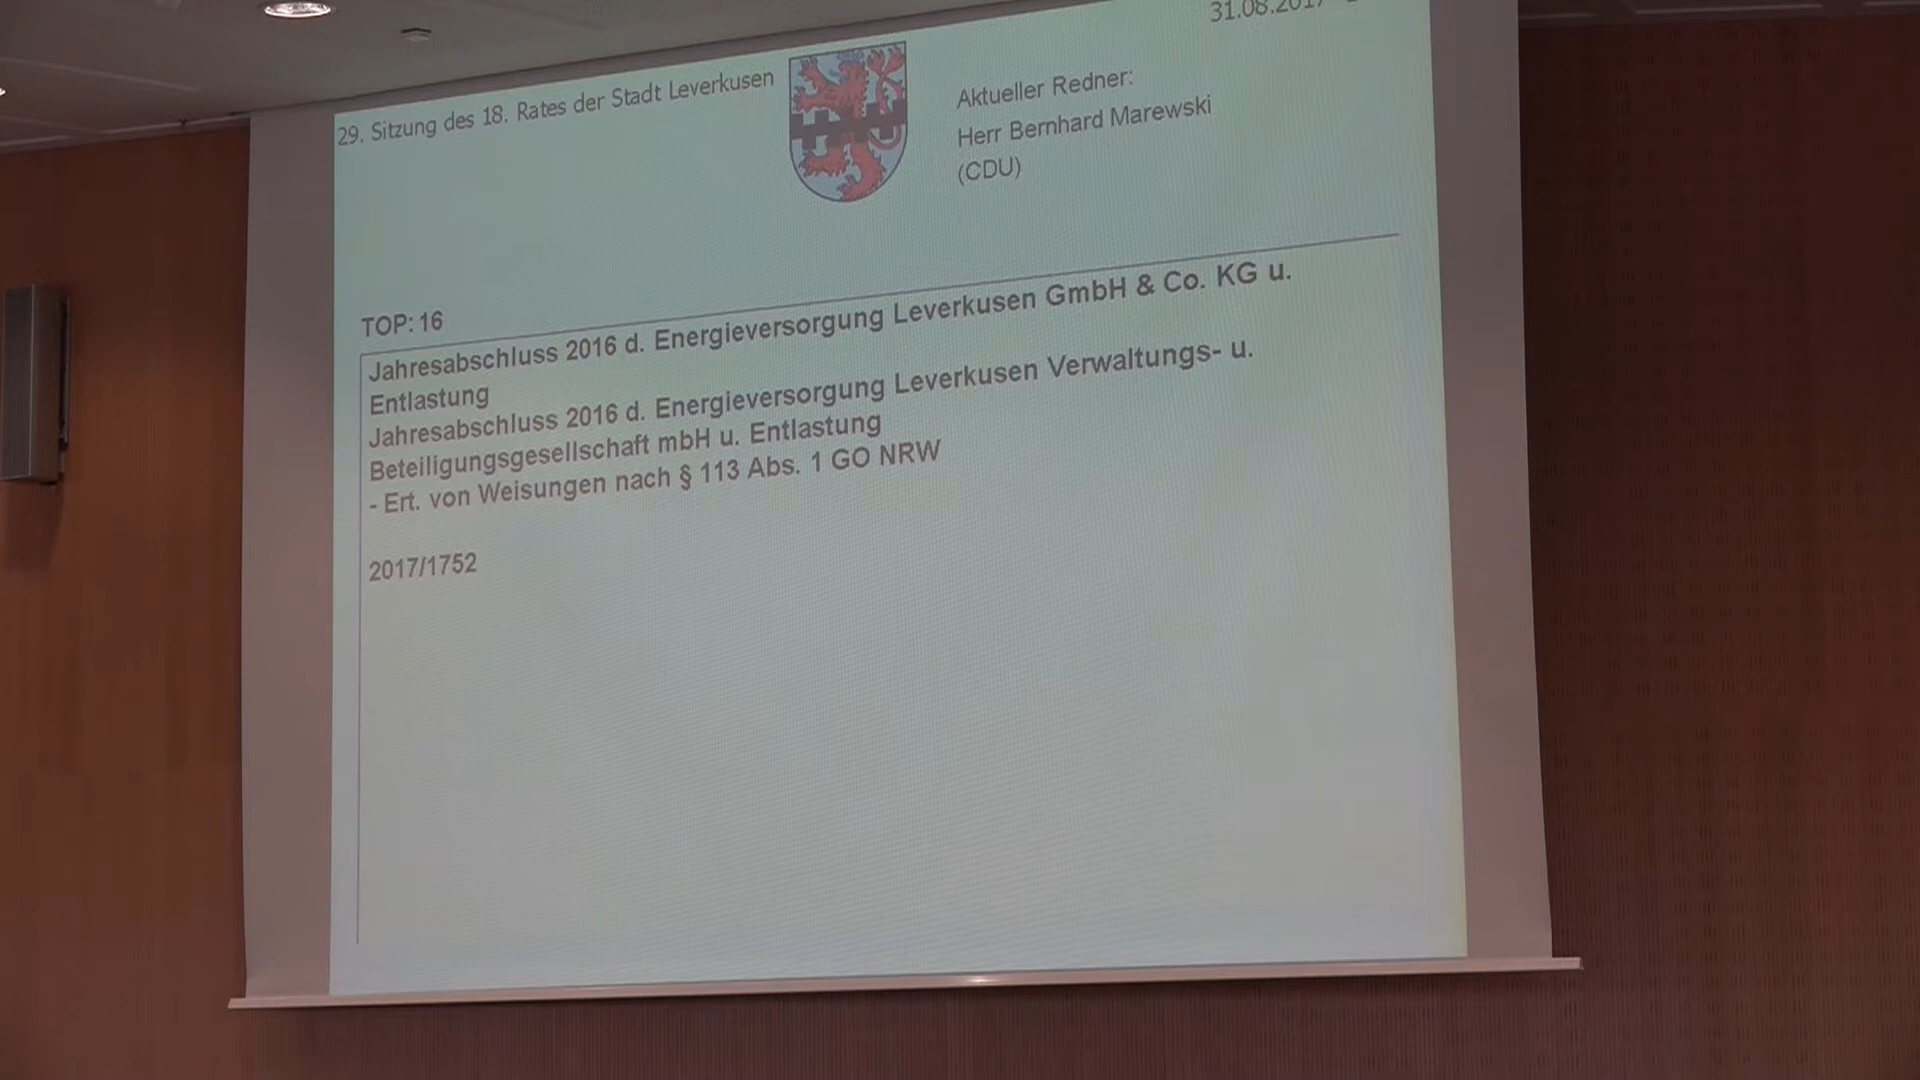 31.08.2017
29. Sitzung des 18. Rates der Stadt Leverkusen
Aktueller Redner:
Herr Bernhard Marewski
(CDU)
TOP: 16
Jahresabschluss 2016 d. Energieversorgung Leverkusen GmbH & Co. KG u.
Entlastung
Jahresabschluss 2016 d. Energieversorgung Leverkusen Verwaltungs- u.
Beteiligungsgesellschaft mbH u. Entlastung
- Ert. von Weisungen nach § 113 Abs. 1 GO NRW
2017/1752